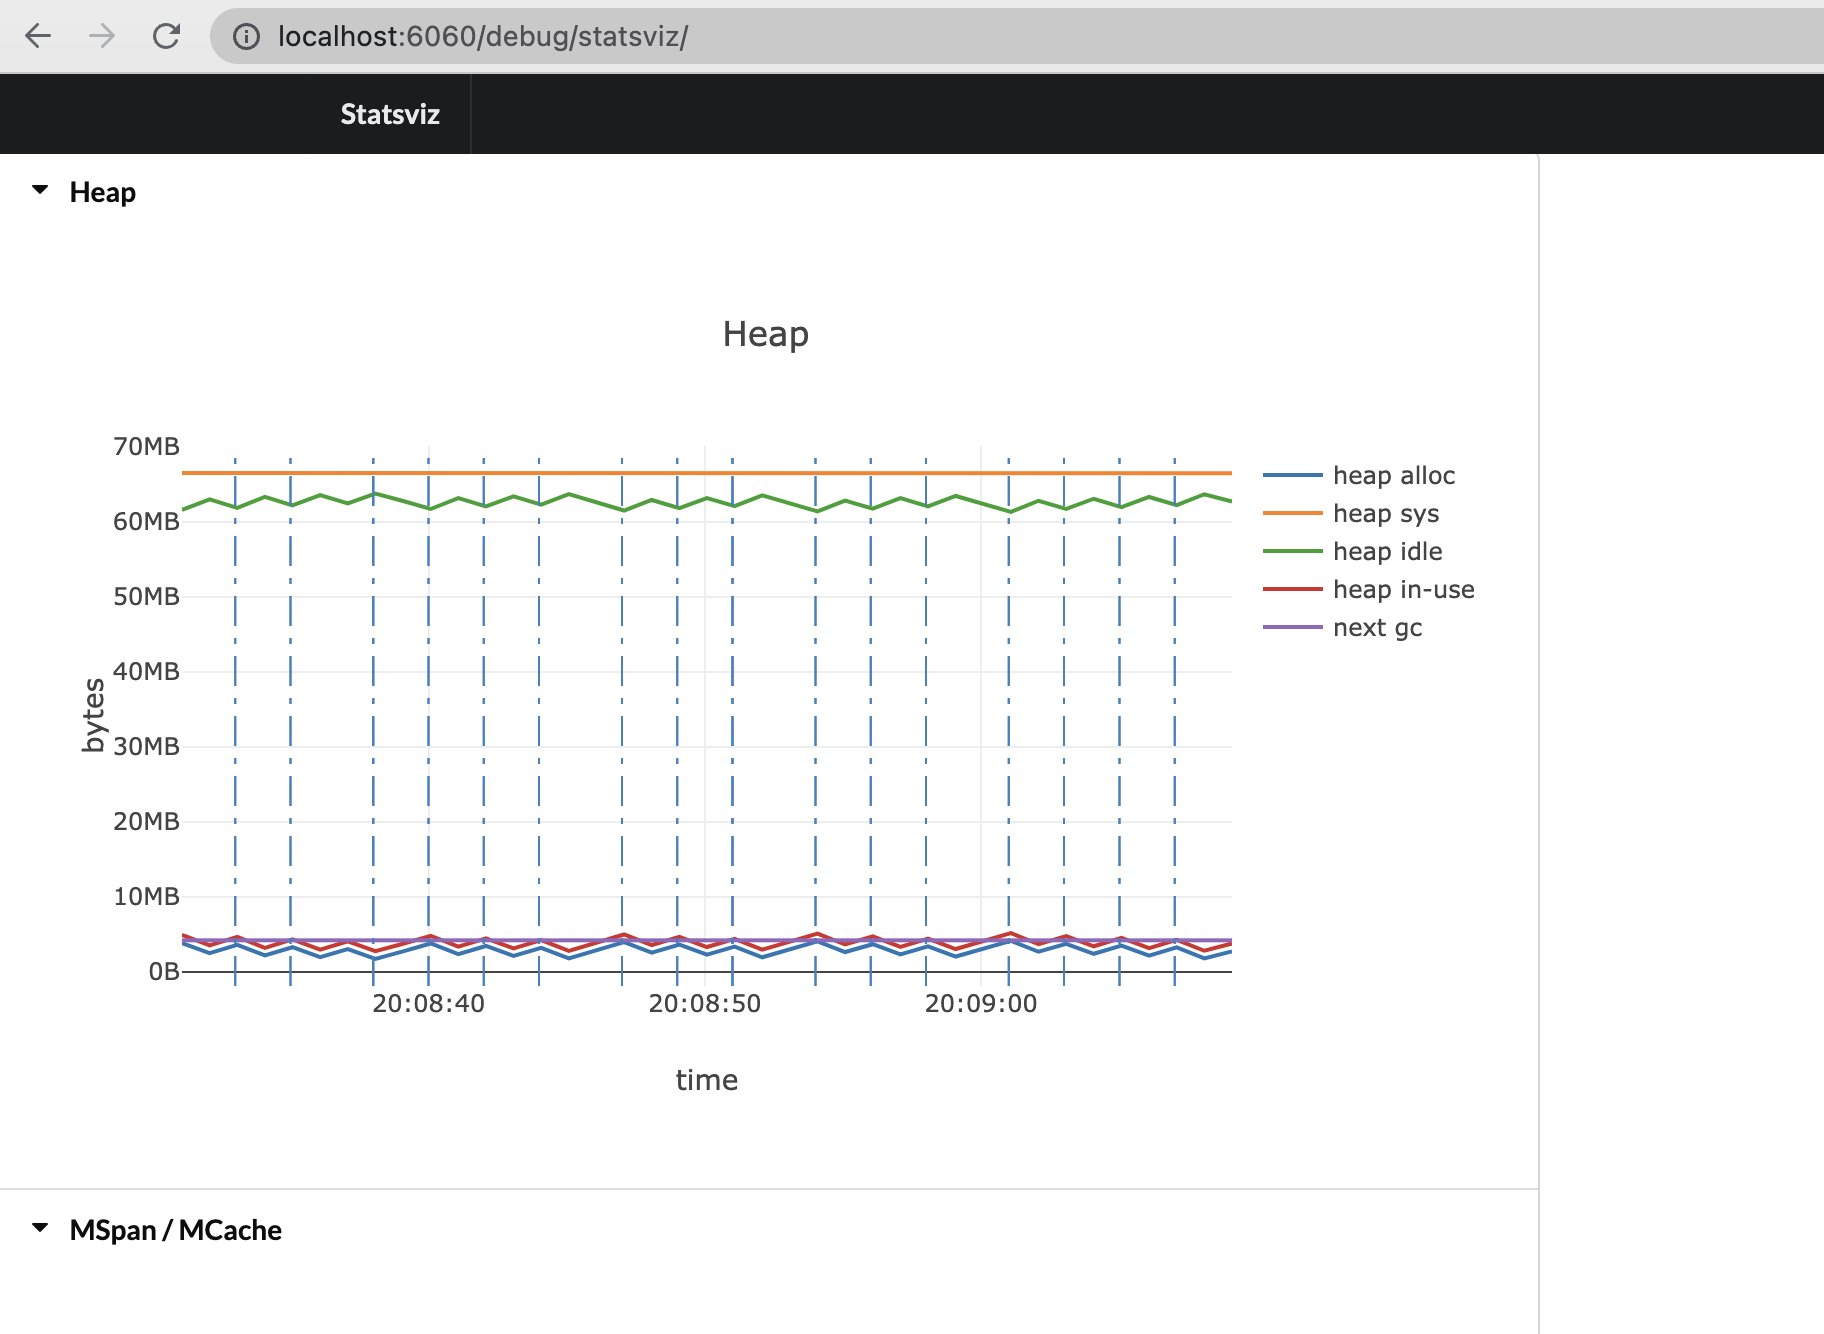 localhost:6060/debug/statsviz/
Statsviz
Heap
Heap
70MB
60MB
50MB
40MB
30MB
20MB
10MB
0B
bytes
20:08:40 20:08:50 20:09:00
time
heap alloc
heap sys
heap idle
heap in-use
next gc
MSpan / MCache